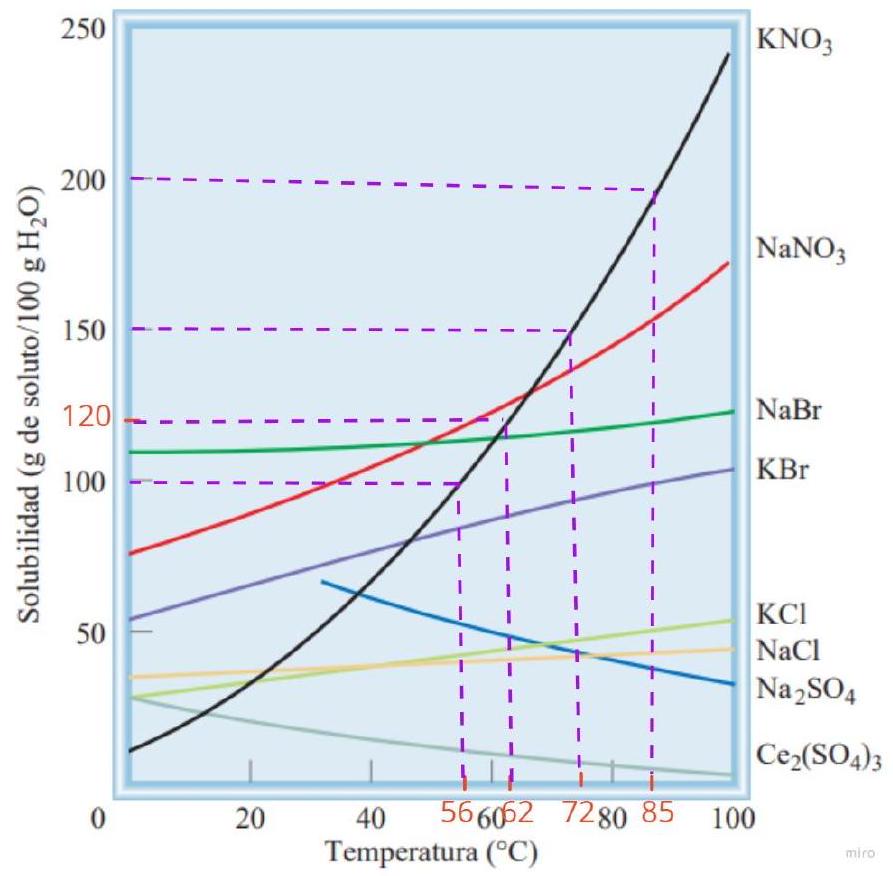 250
KNO3
200
NaNO3
150
120
NaBr
100
KBr
KCl
50
NaCl
Na2SO4
Ce2(SO4)3
Solubilidad (g de soluto/100 g H2O)
56 62 72 85
0 20 40 60 80 100
Temperatura (°C)
miro